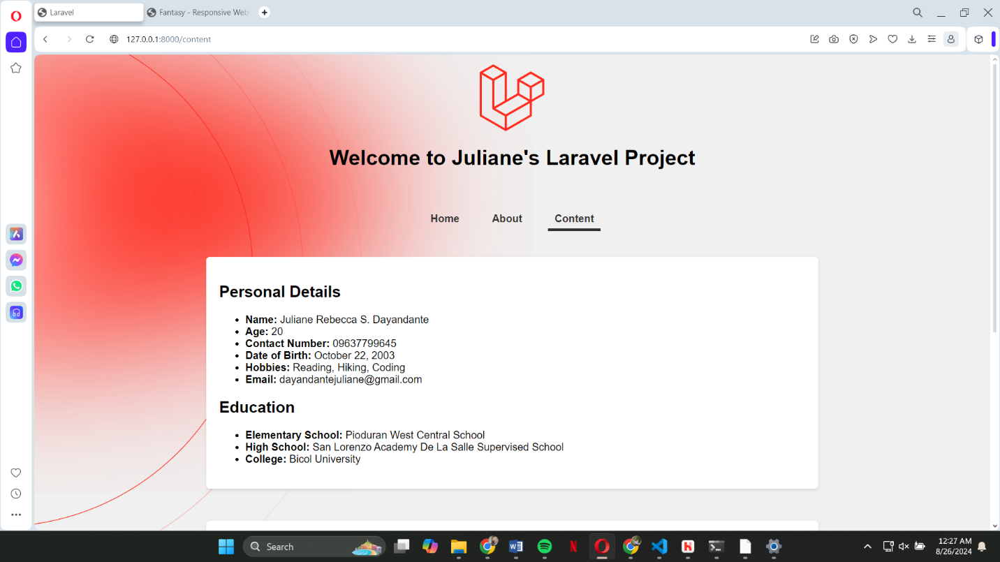 Laravel
Fantasy - Responsive Web
127.0.0.1:8000/content
Welcome to Juliane's Laravel Project
Home About Content
Personal Details
• Name: Juliane Rebecca S. Dayandante
• Age: 20
• Contact Number: 09637799645
• Date of Birth: October 22, 2003
• Hobbies: Reading, Hiking, Coding
• Email: dayandantejuliane@gmail.com
Education
• Elementary School: Pioduran West Central School
• High School: San Lorenzo Academy De La Salle Supervised School
• College: Bicol University
Search
12:27 AM
8/26/2024